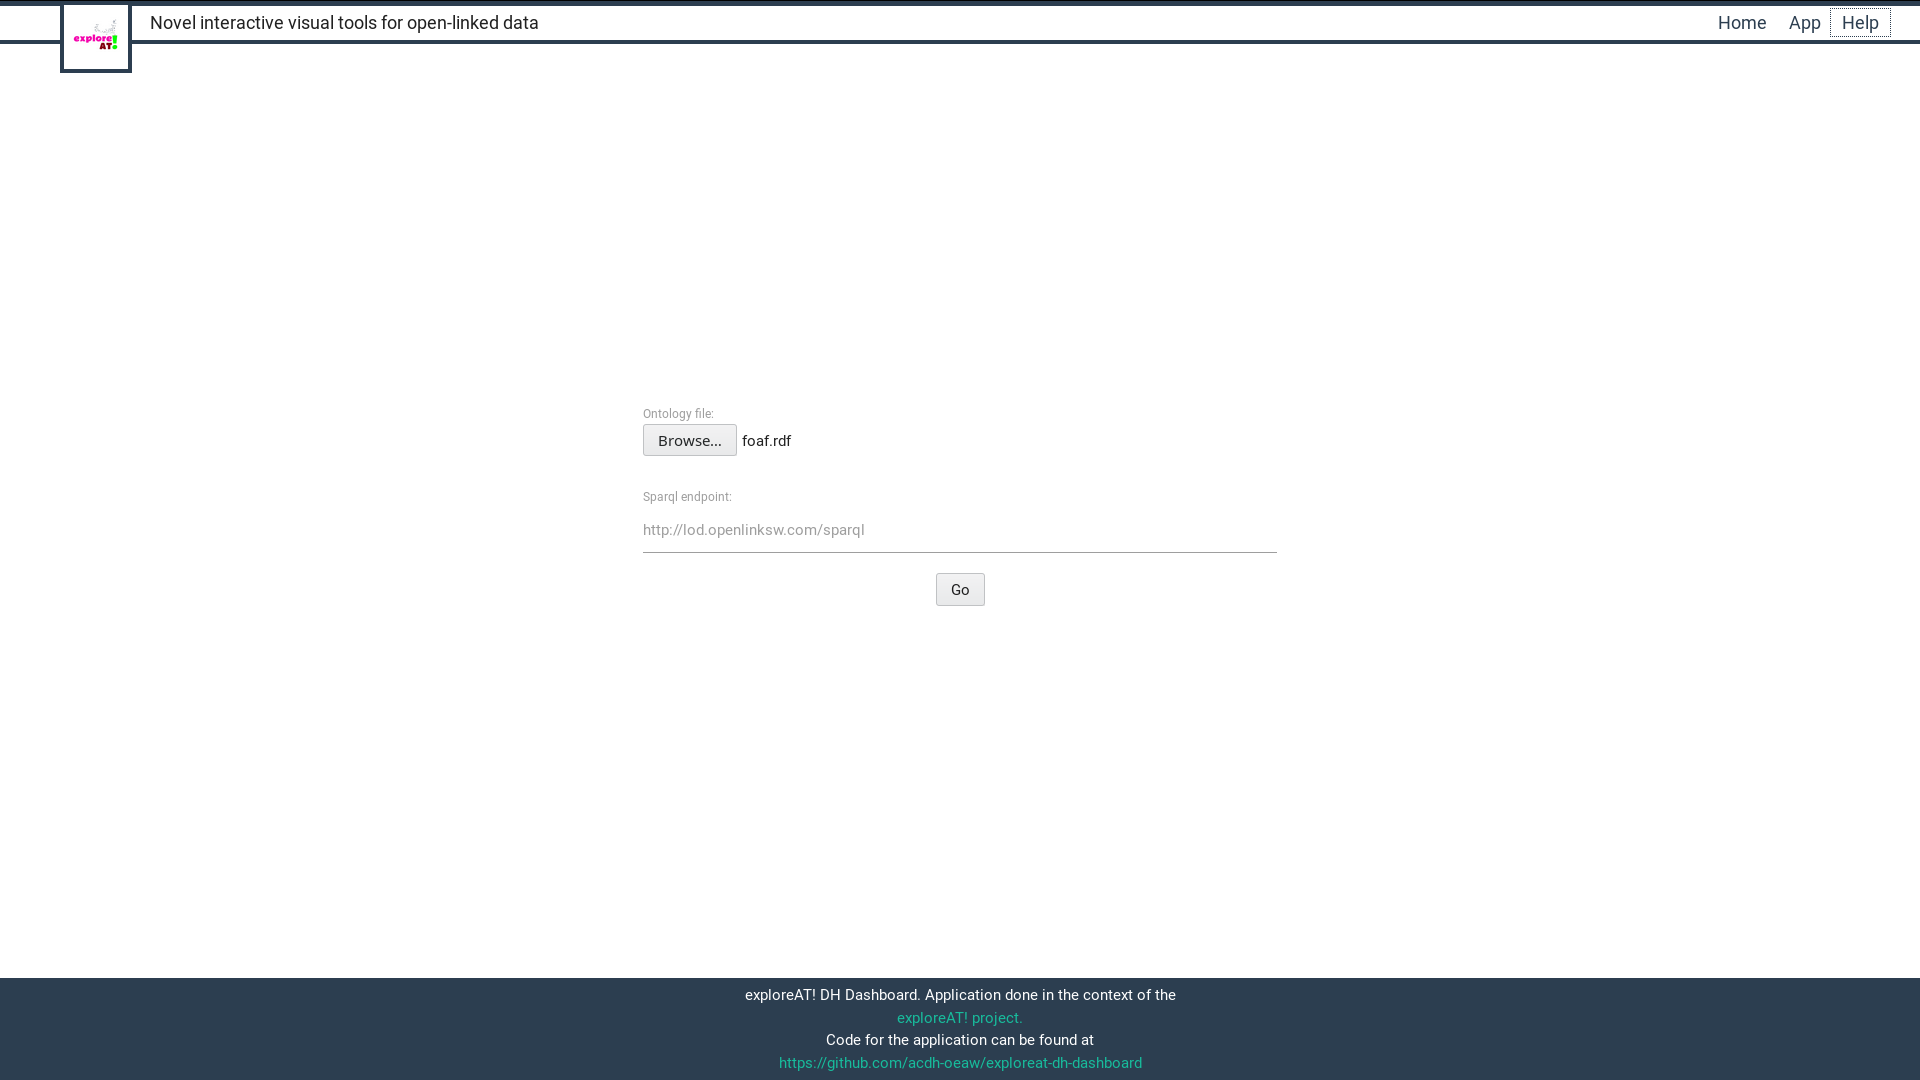 explore!
AT
Novel interactive visual tools for open-linked data
Home
App
Help
Ontology file:
Browse...
foaf.rdf
Sparql endpoint:
http://lod.openlinksw.com/sparql
Go
exploreAT! DH Dashboard. Application done in the context of the
exploreAT! project.
Code for the application can be found at
https://github.com/acdh-oeaw/exploreat-dh-dashboard